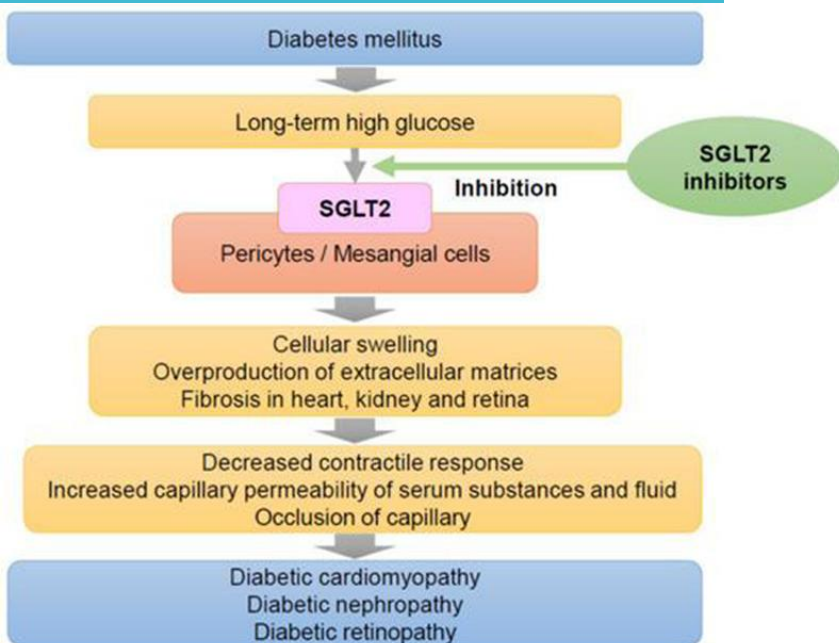 Diabetes mellitus
Long-term high glucose
SGLT2
inhibitors
Inhibition
SGLT2
Pericytes / Mesangial cells
Cellular swelling
Overproduction of extracellular matrices
Fibrosis in heart, kidney and retina
Decreased contractile response
Increased capillary permeability of serum substances and fluid
Occlusion of capillary
Diabetic cardiomyopathy
Diabetic nephropathy
Diabetic retinopathy